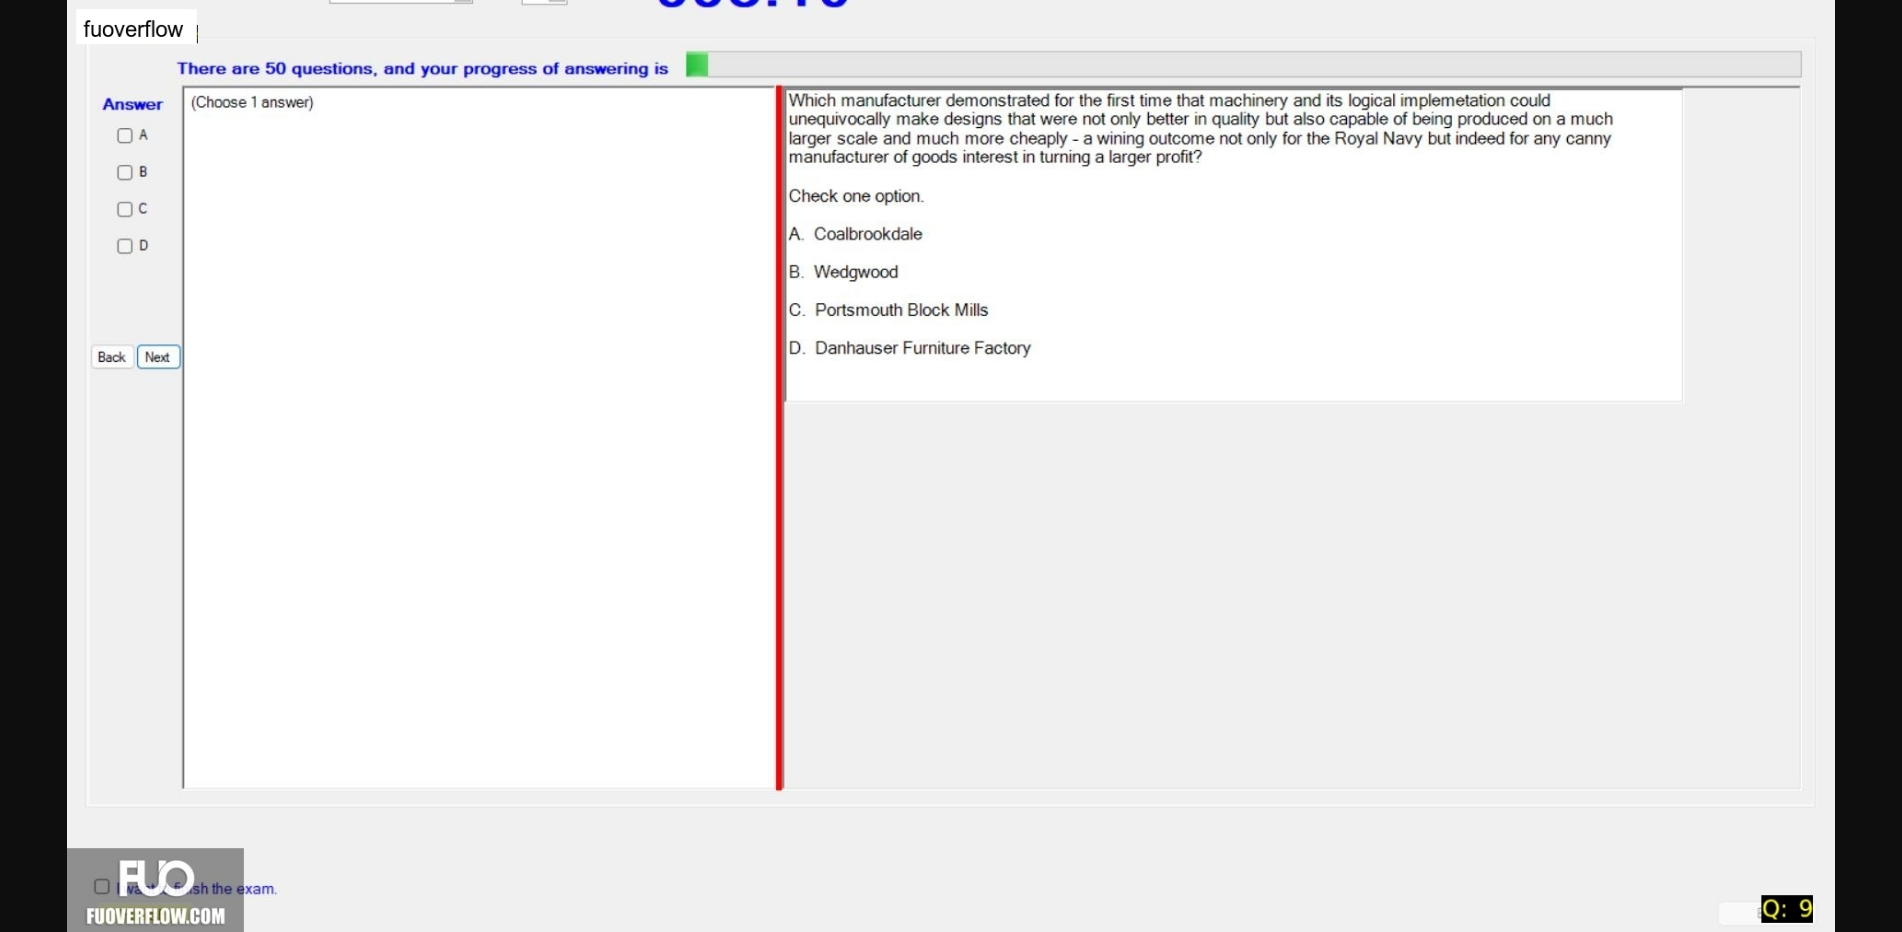 fuoverflow
There are 50 questions, and your progress of answering is
Answer
(Choose 1 answer)
A
B
C
D
Back Next
Which manufacturer demonstrated for the first time that machinery and its logical implemetation could
unequivocally make designs that were not only better in quality but also capable of being produced on a much
larger scale and much more cheaply - a wining outcome not only for the Royal Navy but indeed for any canny
manufacturer of goods interest in turning a larger profit?
Check one option.
A. Coalbrookdale
B. Wedgwood
C. Portsmouth Block Mills
D. Danhauser Furniture Factory
FUO
sh the exam.
FUOVERFLOW.COM
Q: 9